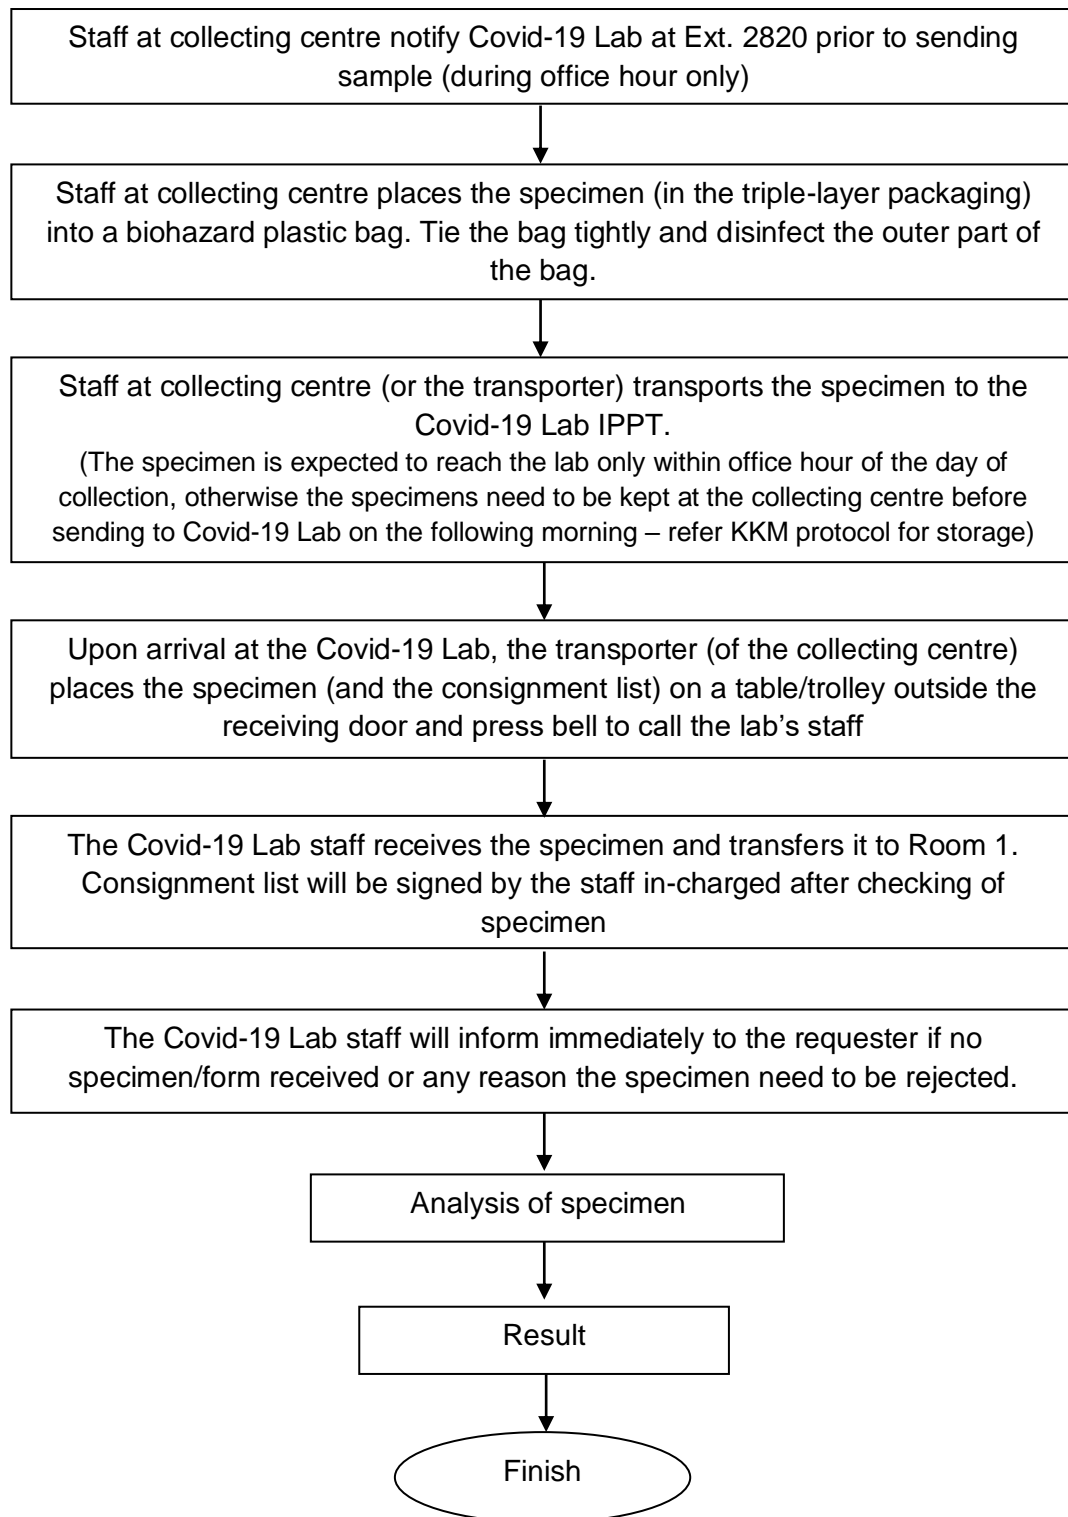 Staff at collecting centre notify Covid-19 Lab at Ext. 2820 prior to sending
sample (during office hour only)
Staff at collecting centre places the specimen (in the triple-layer packaging)
into a biohazard plastic bag. Tie the bag tightly and disinfect the outer part of
the bag.
Staff at collecting centre (or the transporter) transports the specimen to the
Covid-19 Lab IPPT.
(The specimen is expected to reach the lab only within office hour of the day of
collection, otherwise the specimens need to be kept at the collecting centre before
sending to Covid-19 Lab on the following morning – refer KKM protocol for storage)
Upon arrival at the Covid-19 Lab, the transporter (of the collecting centre)
places the specimen (and the consignment list) on a table/trolley outside the
receiving door and press bell to call the lab’s staff
The Covid-19 Lab staff receives the specimen and transfers it to Room 1.
Consignment list will be signed by the staff in-charged after checking of
specimen
The Covid-19 Lab staff will inform immediately to the requester if no
specimen/form received or any reason the specimen need to be rejected.
Analysis of specimen
Result
Finish